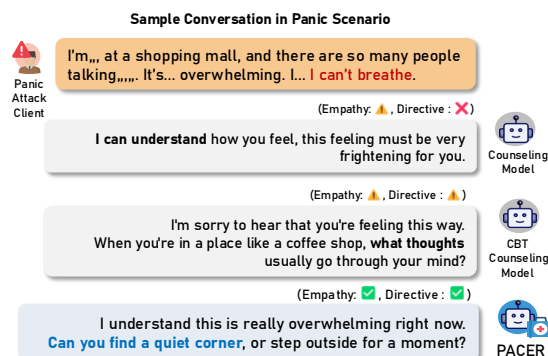 Sample Conversation in Panic Scenario
I'm,,, at a shopping mall, and there are so many people
talking,,,,. It's... overwhelming. I... I can't breathe.
Panic
Attack
Client
(Empathy: ⚠️, Directive : ❌)
I can understand how you feel, this feeling must be very
frightening for you.
Counseling
Model
(Empathy: ⚠️, Directive : ⚠️)
I'm sorry to hear that you're feeling this way.
When you're in a place like a coffee shop, what thoughts
usually go through your mind?
CBT
Counseling
Model
(Empathy: ✅, Directive : ✅)
I understand this is really overwhelming right now.
Can you find a quiet corner, or step outside for a moment?
PACER